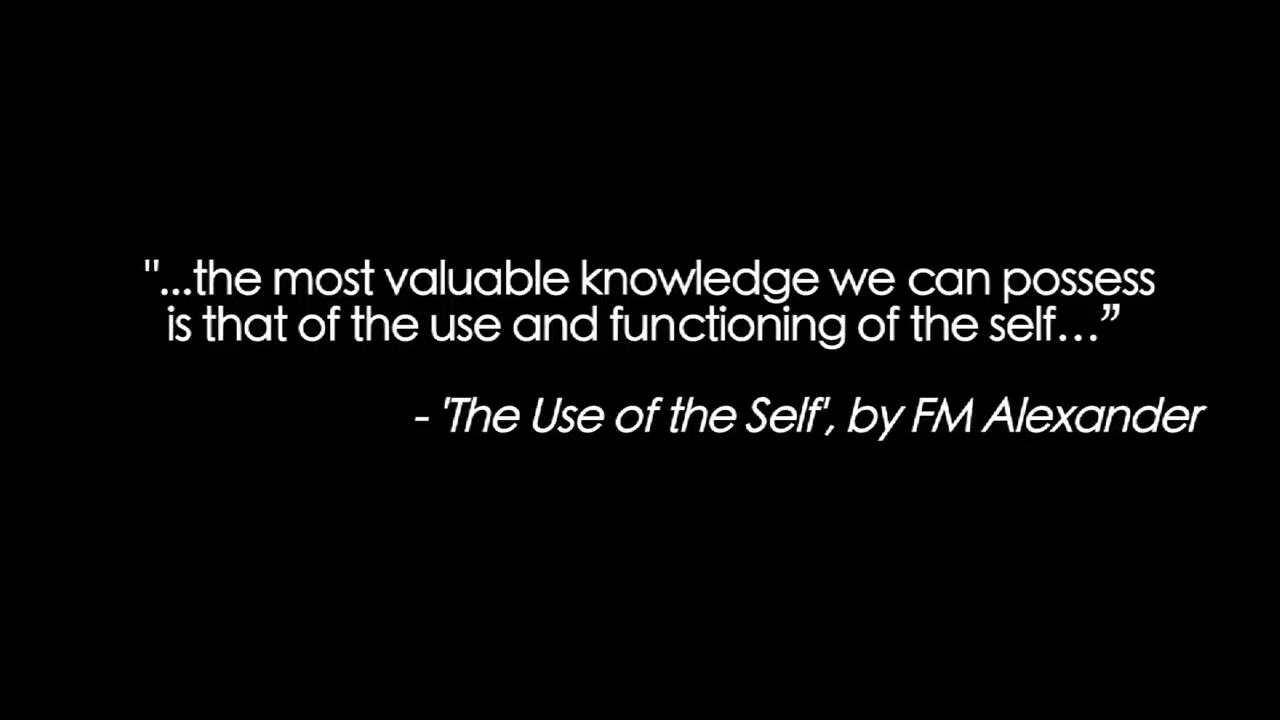 "...the most valuable knowledge we can possess
is that of the use and functioning of the self…”
- 'The Use of the Self', by FM Alexander